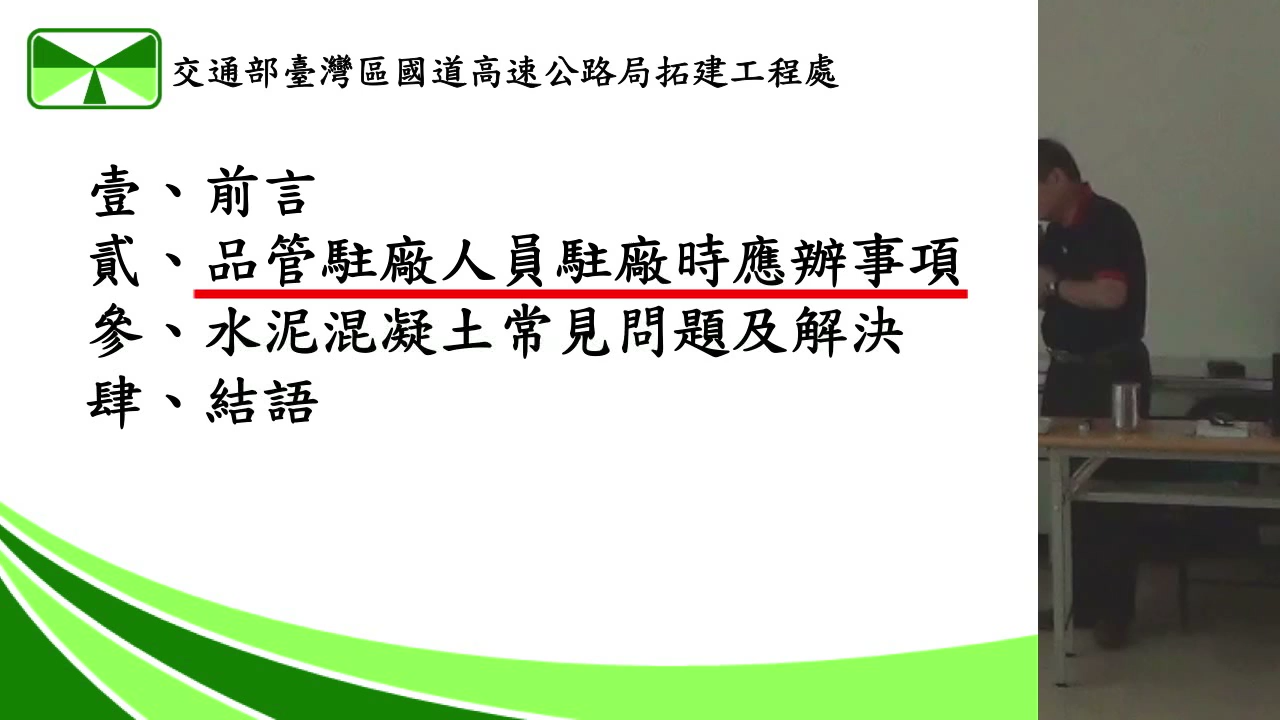 交通部臺灣區國道高速公路局拓建工程處
壹、前言
貳、品管駐廠人員駐廠時應辦事項
參、水泥混凝土常見問題及解決
肆、結語